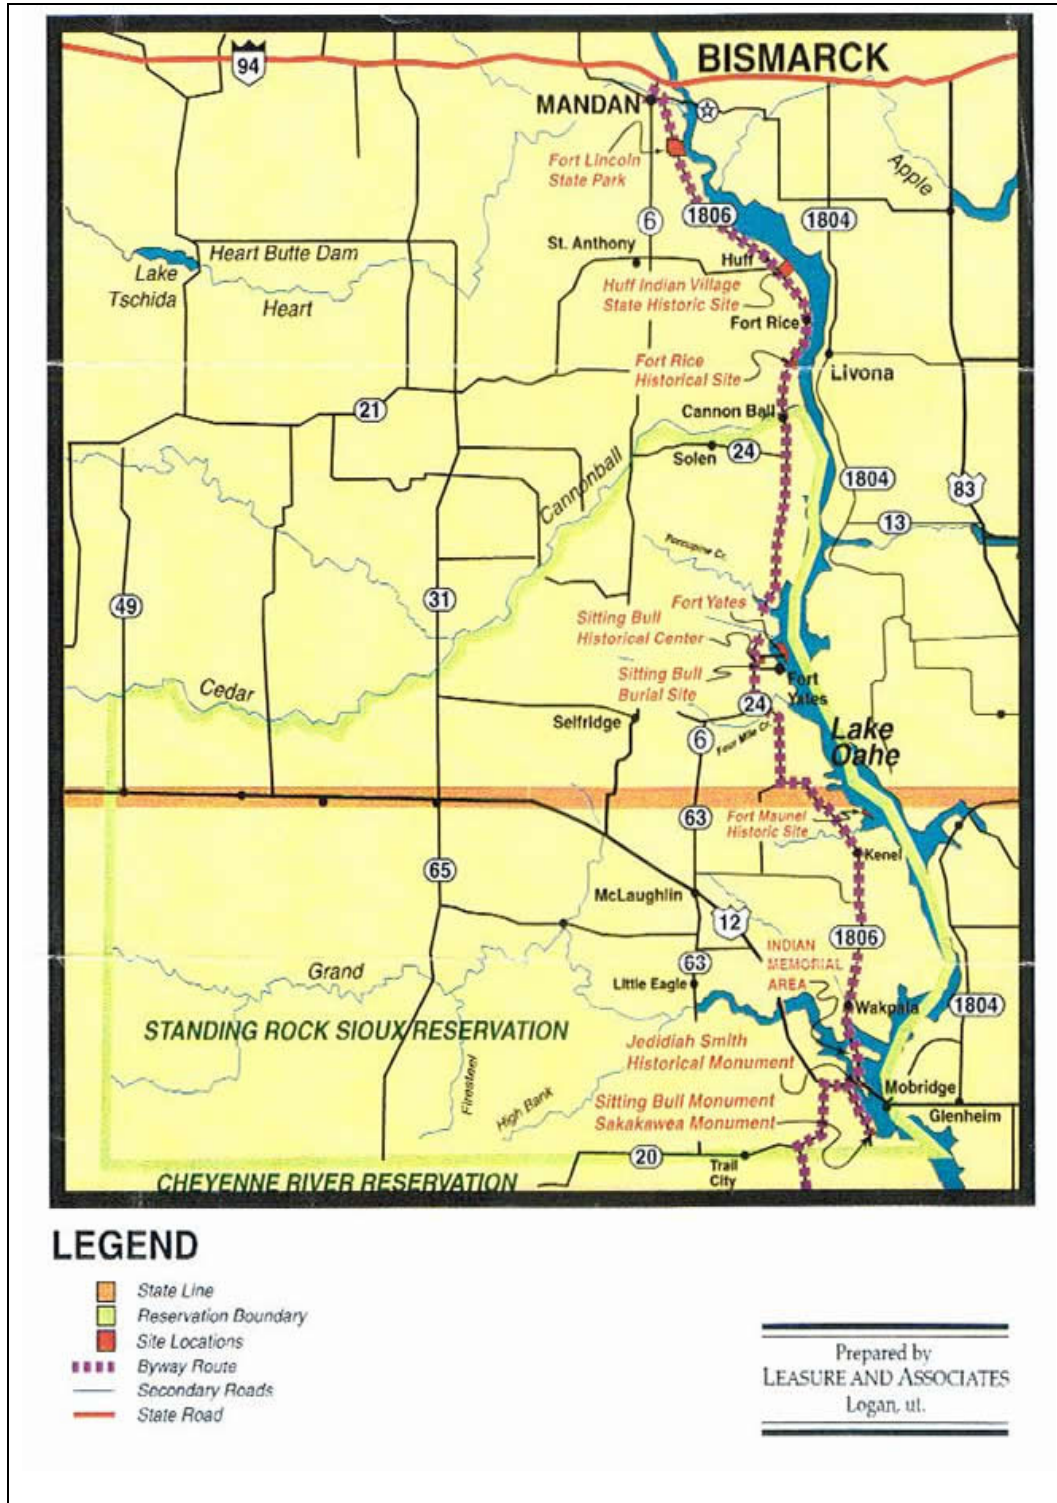 BISMARCK
94
MANDAN
Apple
Fort Lincoln
State Park
6
1806
1804
St. Anthony
Heart Butte Dam
Huff
Lake
Tschida
Huff Indian Village
State Historic Site
Heart
Fort Rice
Fort Rice
Historical Site
Livona
21
Cannon Ball
Solen
24
Cannonball
1804
83
13
Porcupine Cr.
49
31
Fort Yates
Sitting Bull
Historical Center
Sitting Bull
Burial Site
Fort
Yates
Cedar
24
Selfridge
6
Four Mile Cr.
Lake
Oahe
63
Fort Maunel
Historic Site
Kenel
65
McLaughlin
12
1806
INDIAN
MEMORIAL
AREA
63
Grand
Little Eagle
Wakpala
1804
STANDING ROCK SIOUX RESERVATION
Jedidiah Smith
Historical Monument
Firesteel
High Bank
Mobridge
Sitting Bull Monument
Sakakawea Monument
Glenheim
20
Trail
City
CHEYENNE RIVER RESERVATION
LEGEND
State Line
Reservation Boundary
Site Locations
Byway Route
Secondary Roads
State Road
Prepared by
LEASURE AND ASSOCIATES
Logan, ut.